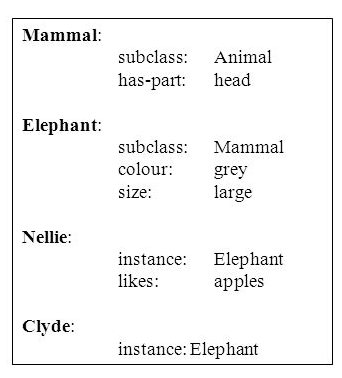 Mammal:
subclass: Animal
has-part: head
Elephant:
subclass: Mammal
colour: grey
size: large
Nellie:
instance: Elephant
likes: apples
Clyde:
instance: Elephant